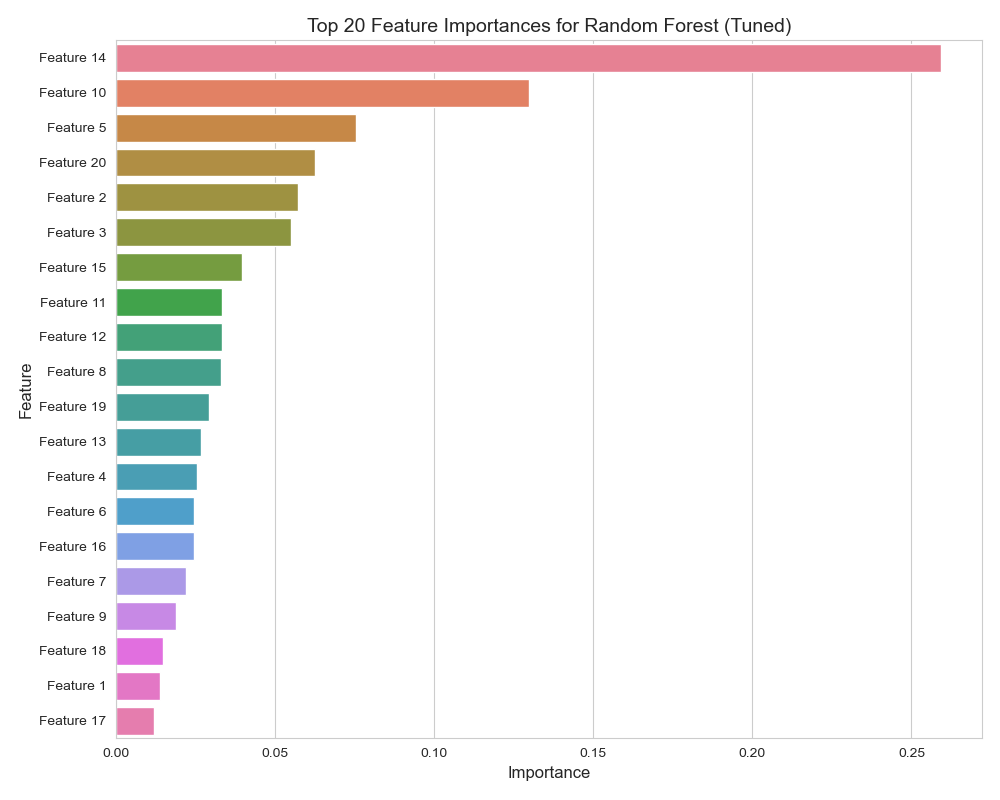 Top 20 Feature Importances for Random Forest (Tuned)
Feature 14
Feature 10
Feature 5
Feature 20
Feature 2
Feature 3
Feature 15
Feature 11
Feature 12
Feature 8
Feature 19
Feature 13
Feature 4
Feature 6
Feature 16
Feature 7
Feature 9
Feature 18
Feature 1
Feature 17
Feature
0.00 0.05 0.10 0.15 0.20 0.25
Importance